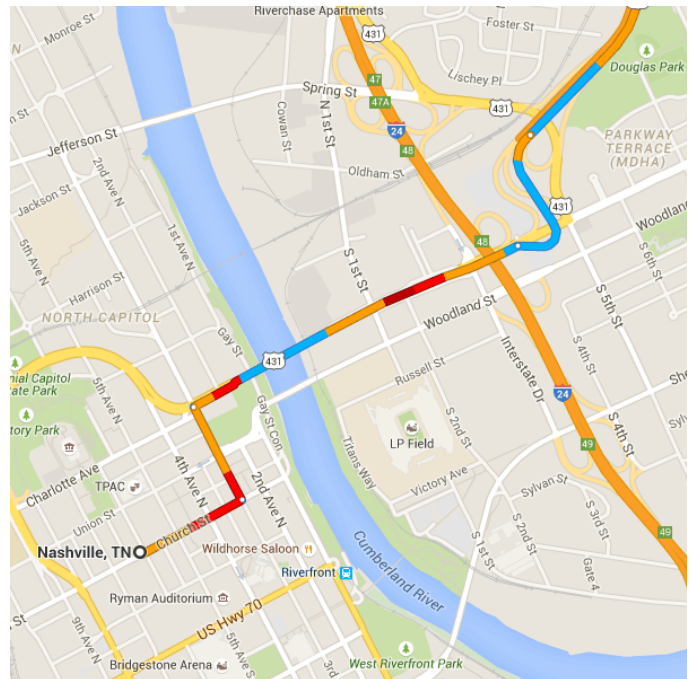 Riverchase Apartments
431
431
Foster St
Douglas Park
Lischey Pl
47
Spring St
47A
431
N 1st St
Cowan St
24
PARKWAY
TERRACE
(MDHA)
Jefferson St
48
Oldham St
2nd Ave N
Jackson St
431
Woodland
5th Ave N
1st Ave N
48
S 6th St
S 1st St
Harrison St
S 5th St
Woodland St
NORTH CAPITOL
Gay St
431
S 4th St
Interstate Dr
nial Capitol
ate Park
5th Ave N
Russell St
She
24
Gay St Con.
tory Park
LP Field
S 2nd St
S 4th St
Titans Way
49
Charlotte Ave
4th Ave N
2nd Ave N
TPAC
Victory Ave
Sylvan St
Union St
S 3rd St
S 2nd St
Church St
49
S 1st St
Nashville, TN
Wildhorse Saloon
Cumberland River
Gate 4
Riverfront
Ryman Auditorium
US Hwy 70
9th Ave N
5th Ave S
3rd Ave
Bridgestone Arena
West Riverfront Park